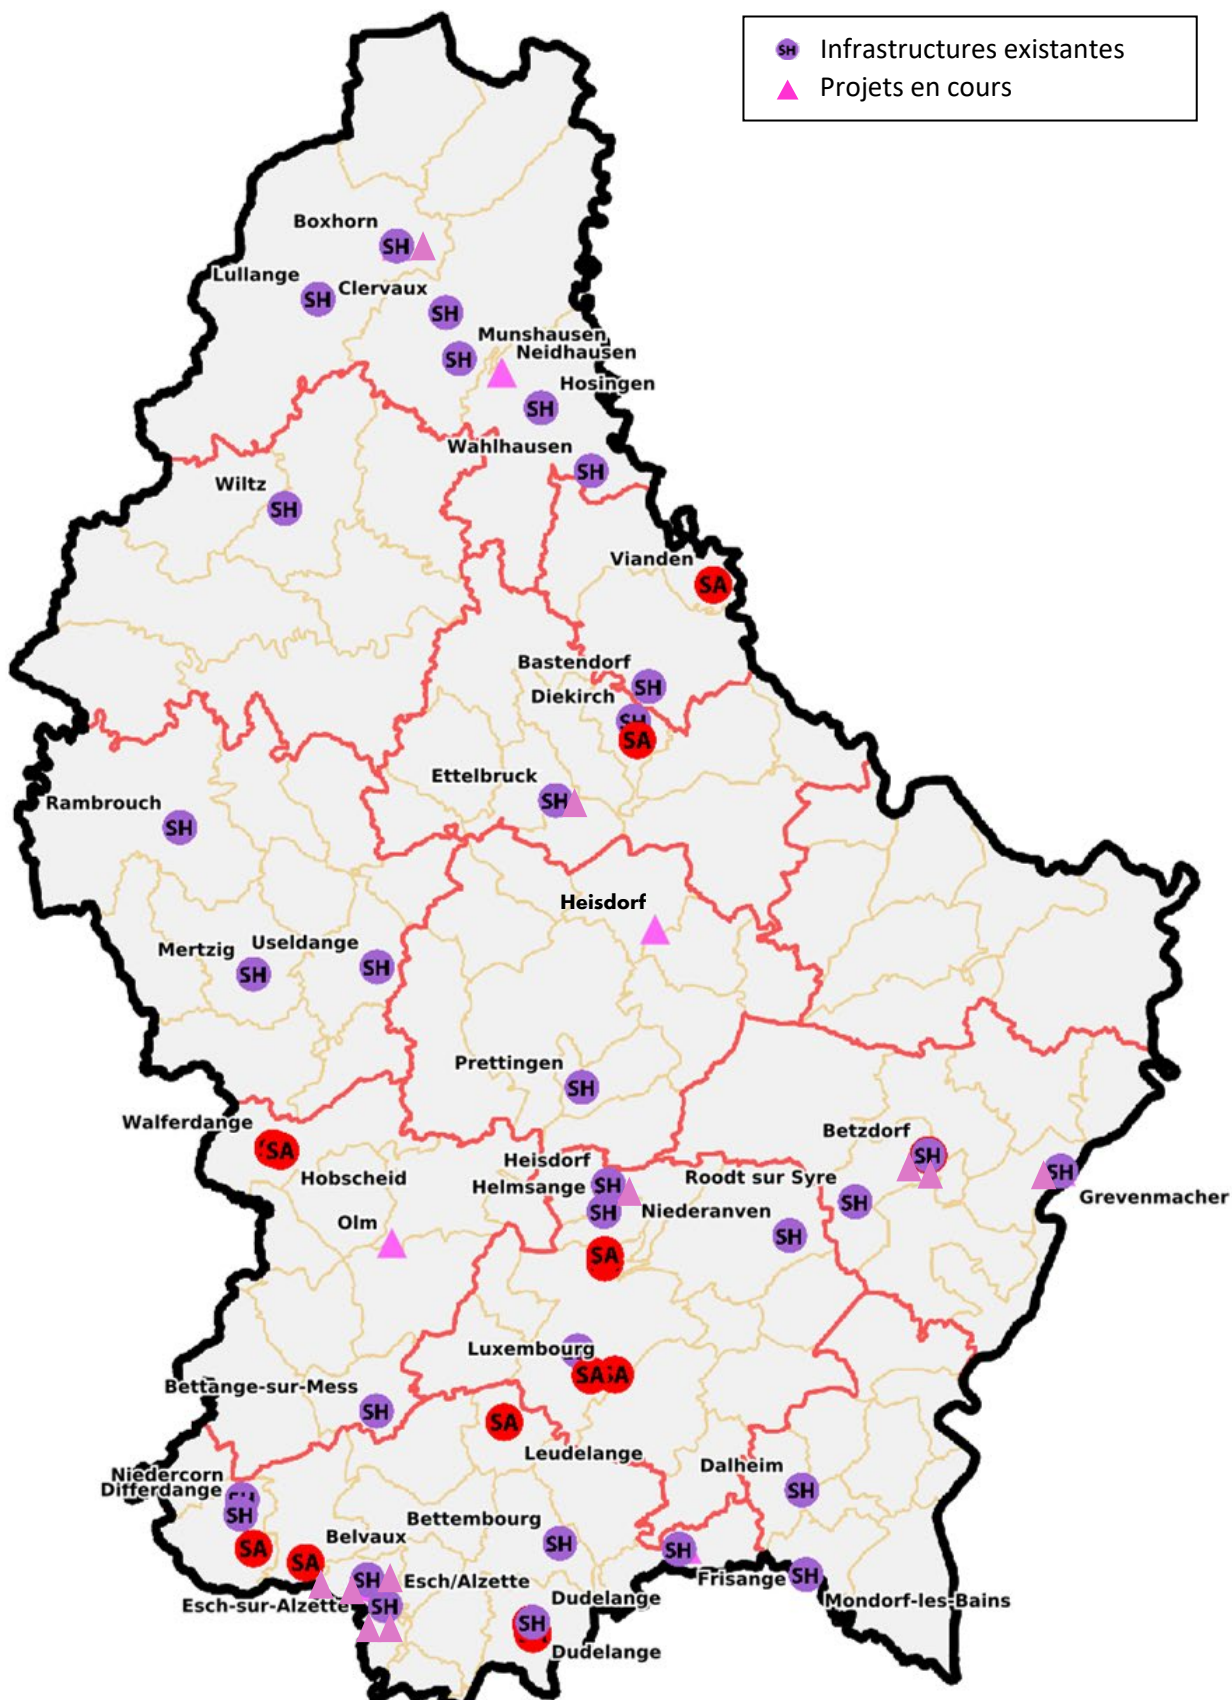 SH Infrastructures existantes
Projets en cours
Boxhorn
SH
Lullange
SH
Clervaux
SH
Munshausen
SH
Neidhausen
Hosingen
SH
Wahlhausen
SH
Wiltz
SH
Vianden
SA
Bastendorf
SH
Diekirch
SH
SA
Ettelbruck
SH
Rambrouch
SH
Heisdorf
Mertzig
SH
Useldange
SH
Prettingen
SH
Walferdange
SA
Hobscheid
Betzdorf
SH
Heisdorf
SH
Helmsange
SH
Roodt sur Syre
SH
SH
Grevenmacher
Niederanven
SH
Olm
SA
Luxembourg
SA
SA
Bettange-sur-Mess
SH
SA
Leudelange
Dalheim
SH
Niedercorn
SH
Differdange
SH
SA
Belvaux
SA
Bettembourg
SH
SH
Frisange
SH
Mondorf-les-Bains
SH
Esch/Alzette
Esch-sur-Alzette
SH
Dudelange
SH
Dudelange